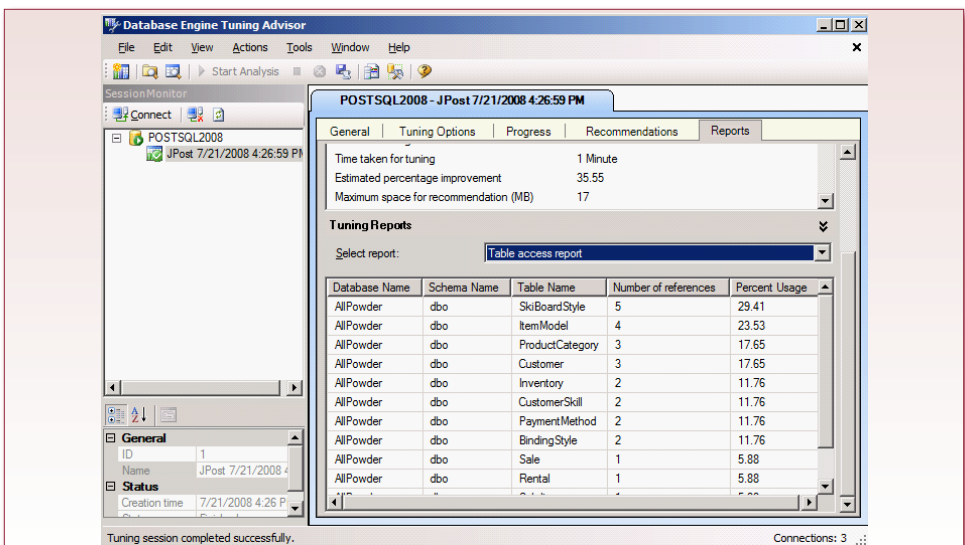 Database Engine Tuning Advisor
File Edit View Actions Tools Window Help
Start Analysis
Session Monitor
Connect
POSTSQL2008
JPost 7/21/2008 4:26:59 PM
POSTSQL2008 - JPost 7/21/2008 4:26:59 PM
General Tuning Options Progress Recommendations Reports
Time taken for tuning 1 Minute
Estimated percentage improvement 35.55
Maximum space for recommendation (MB) 17
Tuning Reports
Select report: Table access report
Database Name Schema Name Table Name Number of references Percent Usage
AllPowder dbo SkiBoardStyle 5 29.41
AllPowder dbo ItemModel 4 23.53
AllPowder dbo ProductCategory 3 17.65
AllPowder dbo Customer 3 17.65
AllPowder dbo Inventory 2 11.76
AllPowder dbo CustomerSkill 2 11.76
AllPowder dbo PaymentMethod 2 11.76
AllPowder dbo BindingStyle 2 11.76
AllPowder dbo Sale 1 5.88
AllPowder dbo Rental 1 5.88
General
ID 1
Name JPost 7/21/2008 4
Status
Creation time 7/21/2008 4:26 P
Tuning session completed successfully. Connections: 3